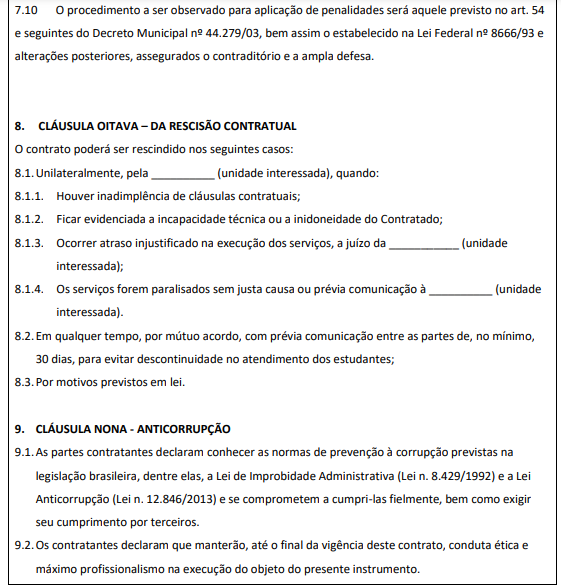 7.10 O procedimento a ser observado para aplicação de penalidades será aquele previsto no art. 54
e seguintes do Decreto Municipal nº 44.279/03, bem assim o estabelecido na Lei Federal nº 8666/93 e
alterações posteriores, assegurados o contraditório e a ampla defesa.
8. CLÁUSULA OITAVA – DA RESCISÃO CONTRATUAL
O contrato poderá ser rescindido nos seguintes casos:
8.1. Unilateralmente, pela ___________ (unidade interessada), quando:
8.1.1. Houver inadimplência de cláusulas contratuais;
8.1.2. Ficar evidenciada a incapacidade técnica ou a inidoneidade do Contratado;
8.1.3. Ocorrer atraso injustificado na execução dos serviços, a juízo da ____________ (unidade
interessada);
8.1.4. Os serviços forem paralisados sem justa causa ou prévia comunicação à ___________ (unidade
interessada).
8.2. Em qualquer tempo, por mútuo acordo, com prévia comunicação entre as partes de, no mínimo,
30 dias, para evitar descontinuidade no atendimento dos estudantes;
8.3. Por motivos previstos em lei.
9. CLÁUSULA NONA - ANTICORRUPÇÃO
9.1. As partes contratantes declaram conhecer as normas de prevenção à corrupção previstas na
legislação brasileira, dentre elas, a Lei de Improbidade Administrativa (Lei n. 8.429/1992) e a Lei
Anticorrupção (Lei n. 12.846/2013) e se comprometem a cumpri-las fielmente, bem como exigir
seu cumprimento por terceiros.
9.2. Os contratantes declaram que manterão, até o final da vigência deste contrato, conduta ética e
máximo profissionalismo na execução do objeto do presente instrumento.